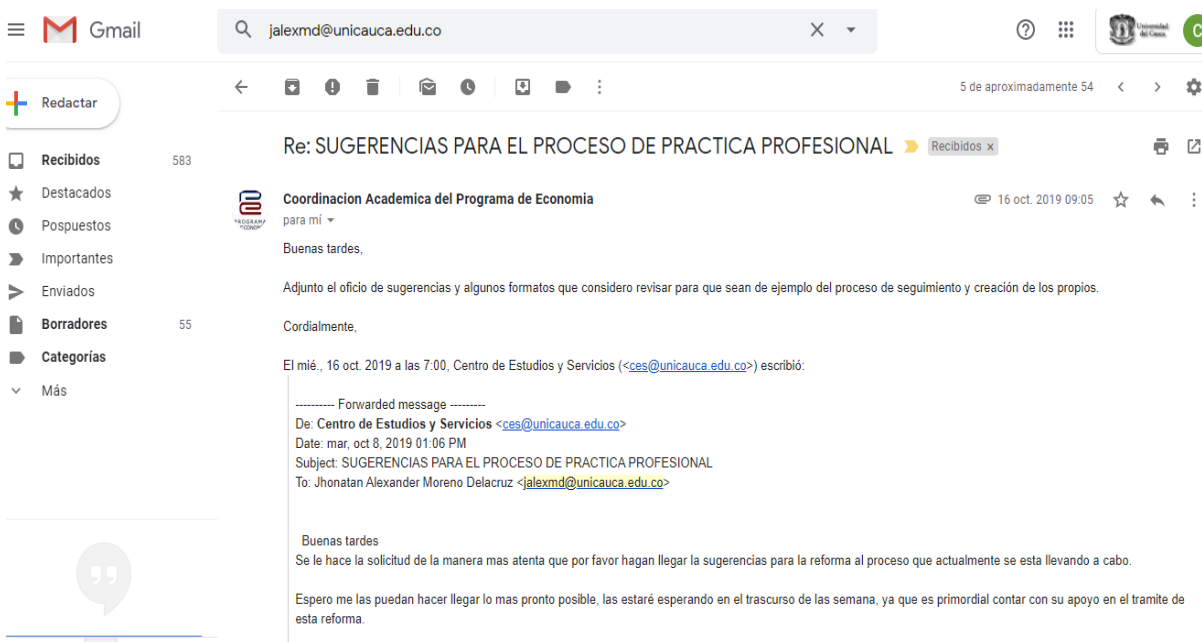 Gmail
jalexmd@unicauca.edu.co
Universidad
del Cauca
C
Redactar
5 de aproximadamente 54
Re: SUGERENCIAS PARA EL PROCESO DE PRACTICA PROFESIONAL
Recibidos x
Recibidos 583
Destacados
Pospuestos
Importantes
Enviados
Borradores 55
Categorías
Más
PROGRAMA
Coordinacion Academica del Programa de Economia
16 oct. 2019 09:05
para mí
Buenas tardes,
Adjunto el oficio de sugerencias y algunos formatos que considero revisar para que sean de ejemplo del proceso de seguimiento y creación de los propios.
Cordialmente,
El mié., 16 oct. 2019 a las 7:00, Centro de Estudios y Servicios (<ces@unicauca.edu.co>) escribió:
---------- Forwarded message ---------
De: Centro de Estudios y Servicios <ces@unicauca.edu.co>
Date: mar, oct 8, 2019 01:06 PM
Subject: SUGERENCIAS PARA EL PROCESO DE PRACTICA PROFESIONAL
To: Jhonatan Alexander Moreno Delacruz <jalexmd@unicauca.edu.co>
Buenas tardes
Se le hace la solicitud de la manera mas atenta que por favor hagan llegar la sugerencias para la reforma al proceso que actualmente se esta llevando a cabo.
Espero me las puedan hacer llegar lo mas pronto posible, las estaré esperando en el trascurso de las semana, ya que es primordial contar con su apoyo en el tramite de
esta reforma.